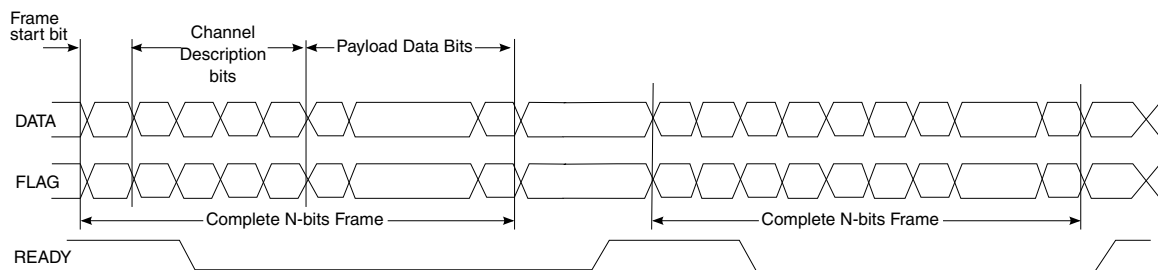 Frame
start bit
Channel
Description
bits
Payload Data Bits
DATA
FLAG
Complete N-bits Frame
Complete N-bits Frame
READY